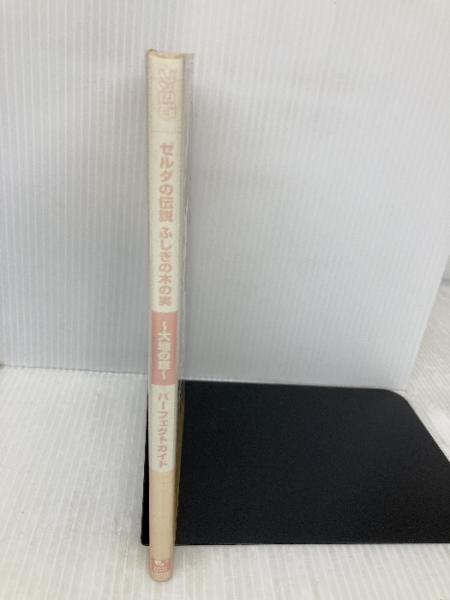 ゼルダの伝説 ふしぎの木の実
〜大地の章〜
パーフェクトガイド